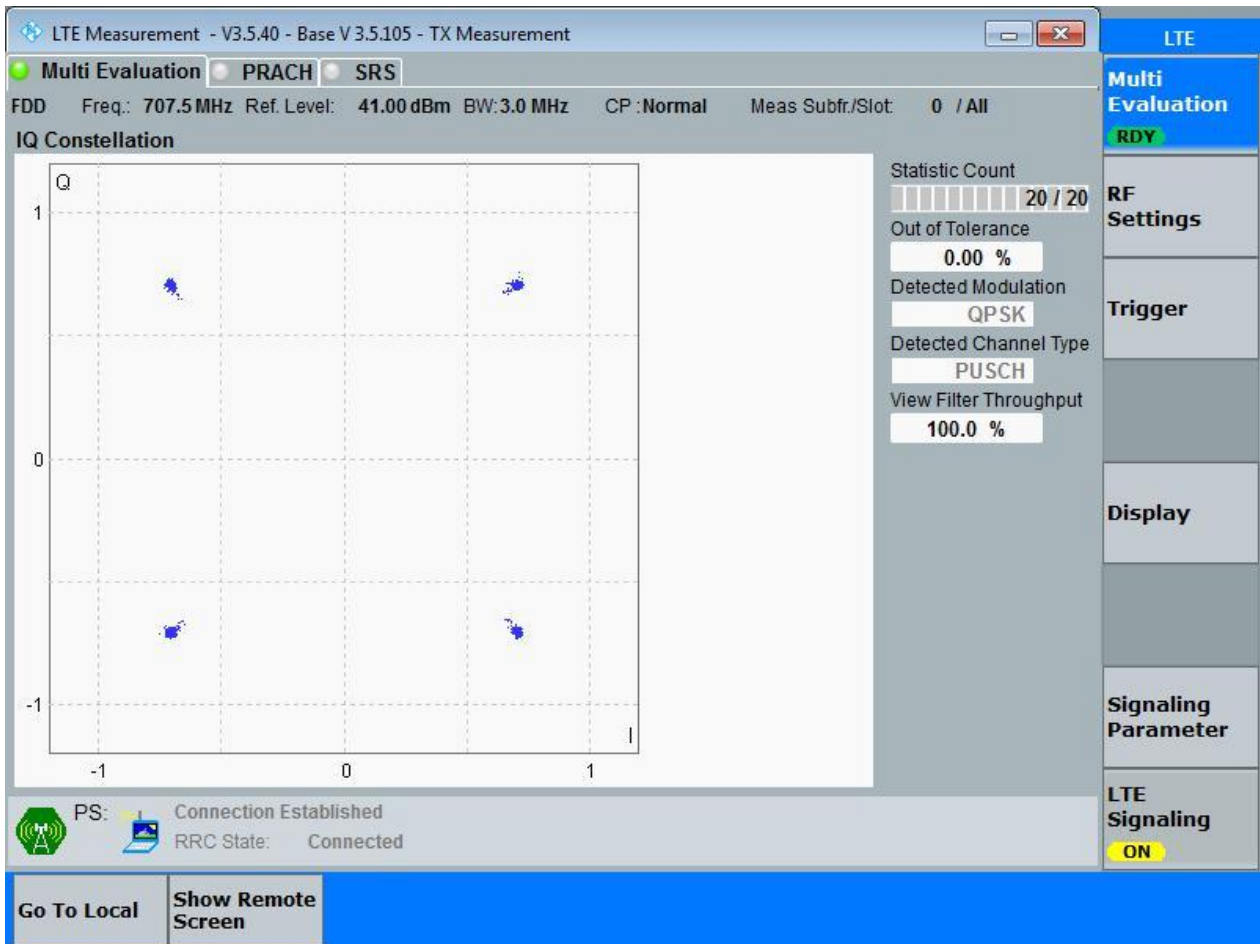 LTE Measurement - V3.5.40 - Base V 3.5.105 - TX Measurement
LTE
Multi Evaluation PRACH SRS
Multi
Evaluation
RDY
FDD Freq.: 707.5 MHz Ref. Level: 41.00 dBm BW: 3.0 MHz CP : Normal Meas Subfr./Slot: 0 / All
IQ Constellation
Q
1
0
-1
I
-1 0 1
Statistic Count
20 / 20
Out of Tolerance
0.00 %
Detected Modulation
QPSK
Detected Channel Type
PUSCH
View Filter Throughput
100.0 %
RF
Settings
Trigger
Display
Signaling
Parameter
LTE
Signaling
ON
PS: Connection Established
RRC State: Connected
Go To Local
Show Remote
Screen